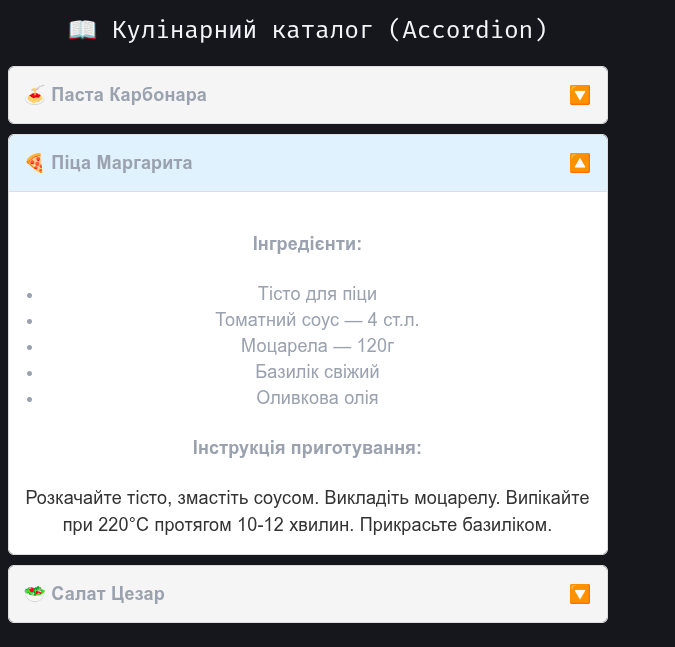 📖 Кулінарний каталог (Accordion)
🍝 Паста Карбонара 🔽
🍕 Піца Маргарита 🔼
Інгредієнти:
• Тісто для піци
• Томатний соус — 4 ст.л.
• Моцарела — 120г
• Базилік свіжий
• Оливкова олія
Інструкція приготування:
Розкачайте тісто, змастіть соусом. Викладіть моцарелу. Випікайте
при 220°C протягом 10-12 хвилин. Прикрасьте базиліком.
🥗 Салат Цезар 🔽